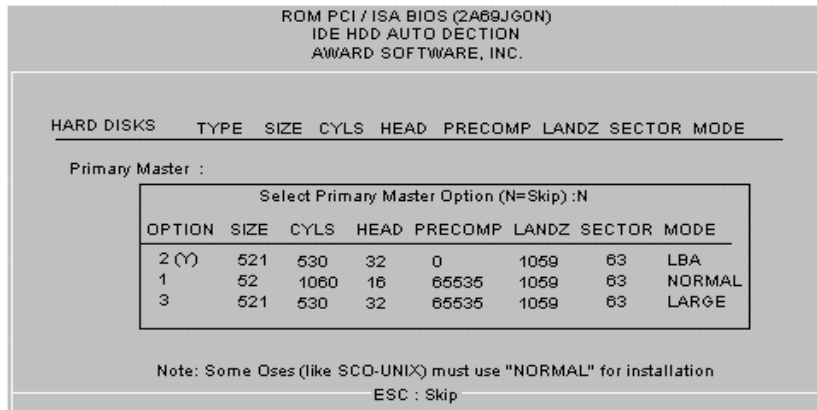 ROM PCI / ISA BIOS (2A69JG0N)
IDE HDD AUTO DECTION
AWARD SOFTWARE, INC.
HARD DISKS TYPE SIZE CYLS HEAD PRECOMP LANDZ SECTOR MODE
Primary Master :
Select Primary Master Option (N=Skip) :N
OPTION SIZE CYLS HEAD PRECOMP LANDZ SECTOR MODE
2 (Y) 521 530 32 0 1059 63 LBA
1 52 1060 16 65535 1059 63 NORMAL
3 521 530 32 65535 1059 63 LARGE
Note: Some Oses (like SCO-UNIX) must use "NORMAL" for installation
ESC : Skip